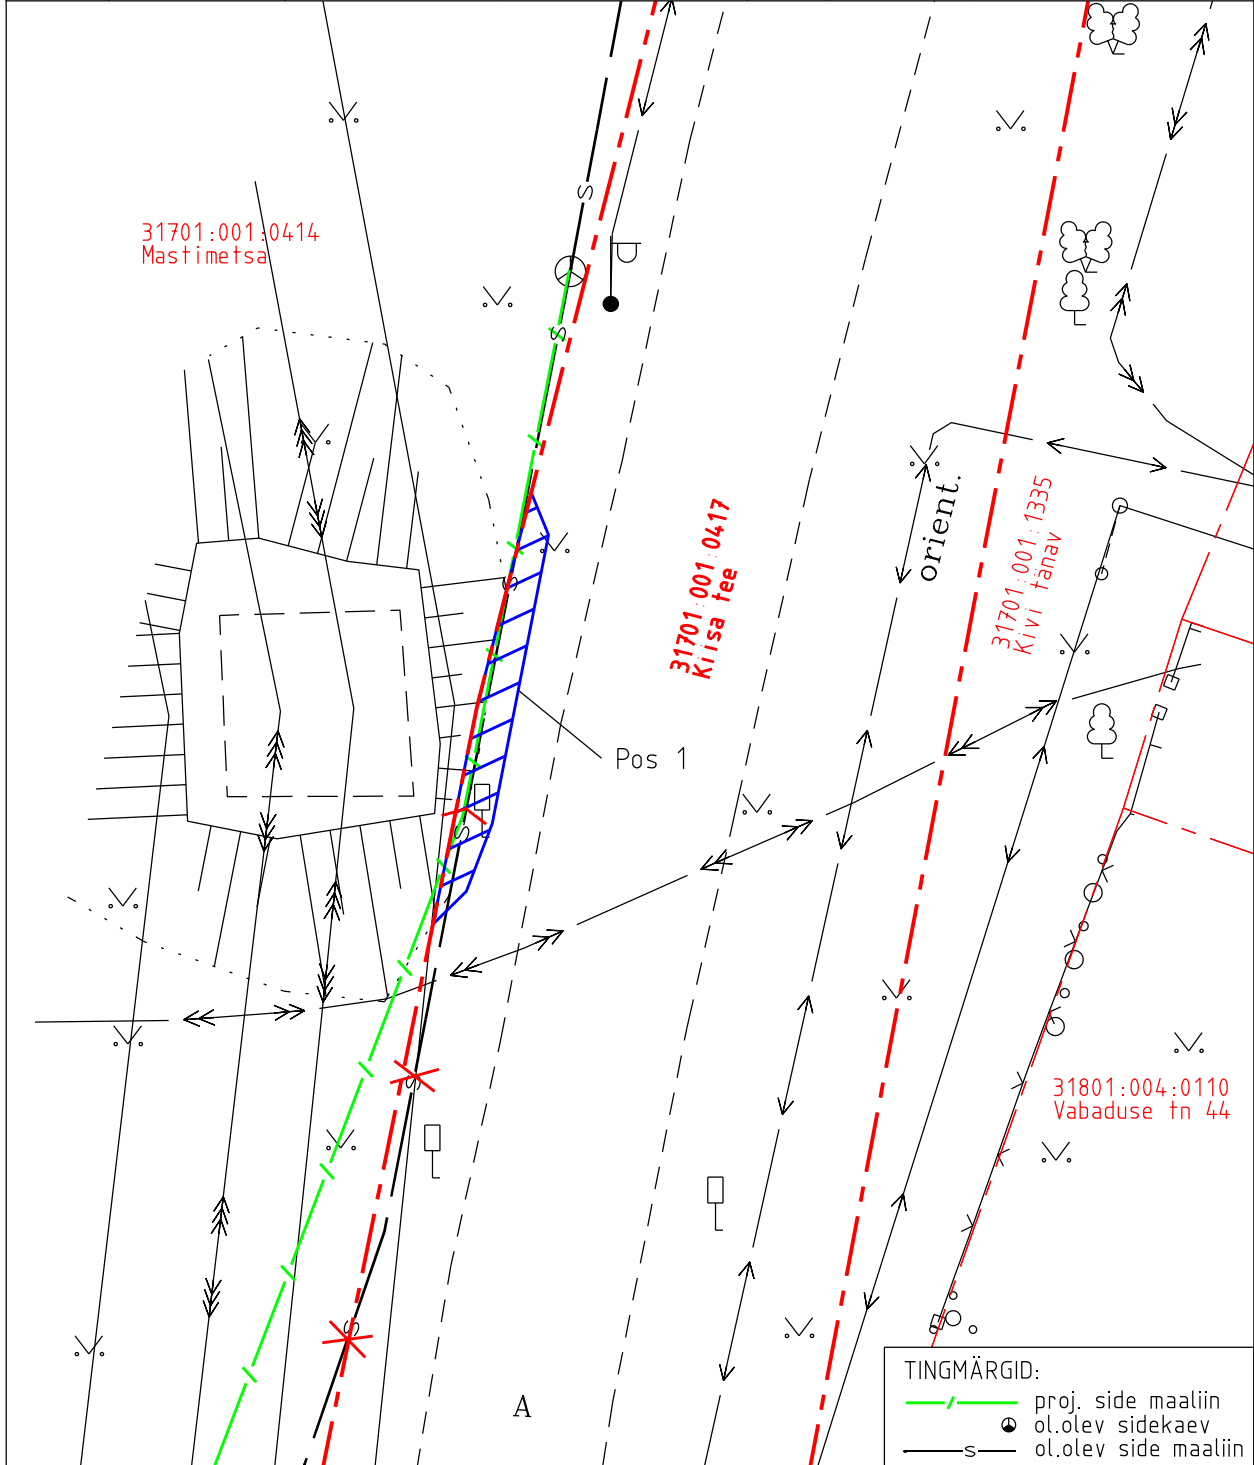 31701:001:0414
Mastimetsa
S
S
31701:001:0417
Kiisa tee
orient.
31701:001:1335
Kivi tänav
S
Pos 1
S
S
31801:004:0110
Vabaduse tn 44
S
A
TINGMÄRGID:
proj. side maaliin
ol.olev sidekaev
S ol.olev side maaliin